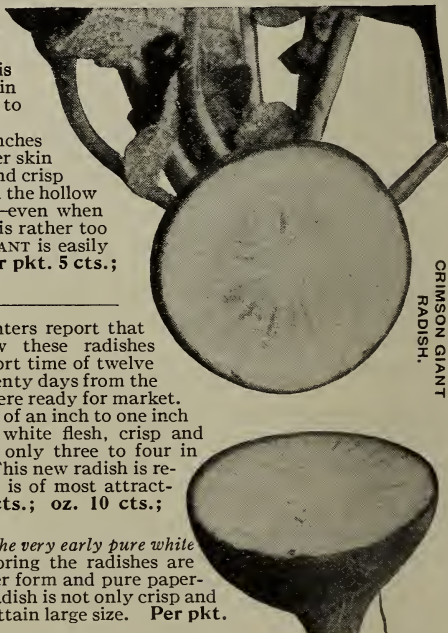 is
in
to
nches
er skin
nd crisp
the hollow
—even when
is rather too
ANT is easily
r pkt. 5 cts.;
CRIMSON GIANT
RADISH.
nters report that
w these radishes
ort time of twelve
enty days from the
ere ready for market.
of an inch to one inch
white flesh, crisp and
only three to four in
This new radish is re-
is of most attract-
cts.; oz. 10 cts.;
he very early pure white
oring the radishes are
er form and pure paper-
adish is not only crisp and
ttain large size. Per pkt.